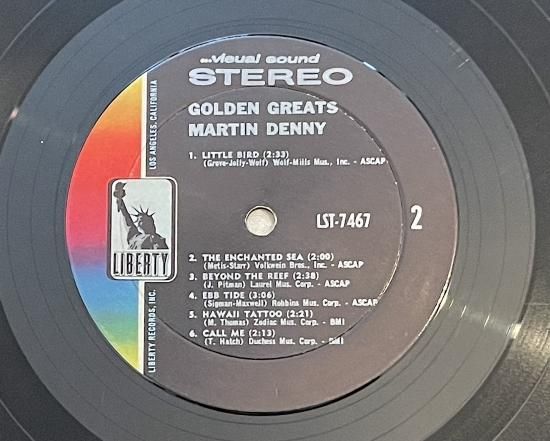 visual sound
STEREO
GOLDEN GREATS
MARTIN DENNY
1. LITTLE BIRD (2:33)
(Grove-Jolly-Wolf) Wolf-Mills Mus., Inc. - ASCAP
LST-7467
2
2. THE ENCHANTED SEA (2:00)
(Metis-Starr) Volkwein Bros., Inc. - ASCAP
3. BEYOND THE REEF (2:38)
(J. Pitman) Laurel Mus. Corp. - ASCAP
4. EBB TIDE (3:06)
(Sigman-Maxwell) Robbins Mus. Corp. - ASCAP
5. HAWAII TATTOO (2:21)
(M. Thomas) Zodiac Mus. Corp. - BMI
6. CALL ME (2:13)
(T. Hatch) Duchess Mus. Corp. - BMI
LIBERTY
LIBERTY RECORDS, INC.
LOS ANGELES, CALIFORNIA